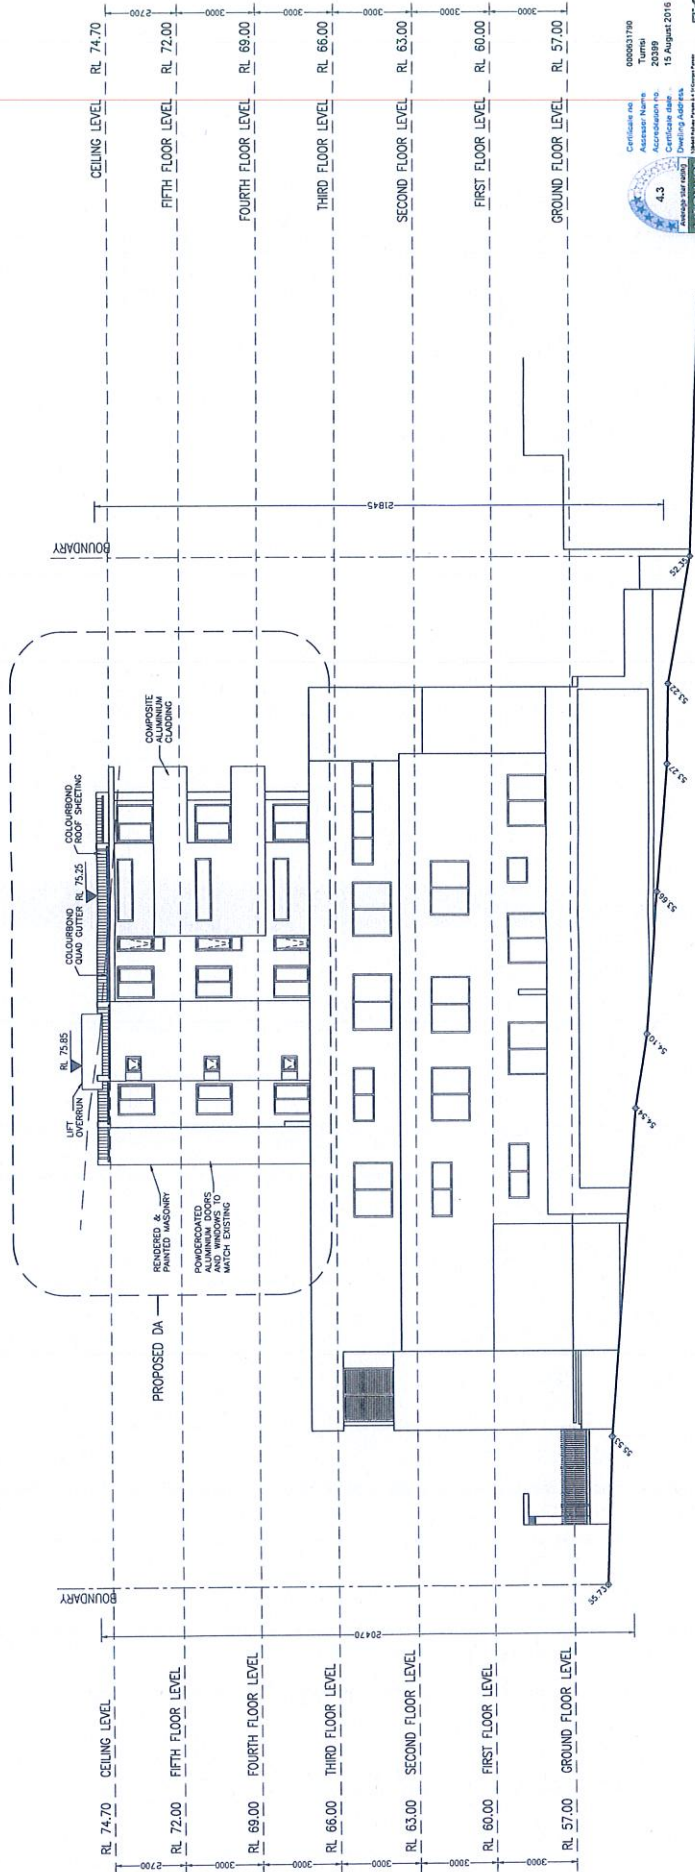 RL 74.70 CEILING LEVEL
RL 72.00 FIFTH FLOOR LEVEL
RL 69.00 FOURTH FLOOR LEVEL
RL 66.00 THIRD FLOOR LEVEL
RL 63.00 SECOND FLOOR LEVEL
RL 60.00 FIRST FLOOR LEVEL
RL 57.00 GROUND FLOOR LEVEL
2700
3000
3000
3000
3000
3000
20470
BOUNDARY
PROPOSED DA
RENDERED &
PAINTED MASONRY
POWDERCOATED
ALUMINIUM DOORS
AND WINDOWS TO
MATCH EXISTING
LIFT
OVERRUN
RL 75.85
COLOURBOND
QUAD GUTTER
RL 75.25
COLOURBOND
ROOF SHEETING
COMPOSITE
ALUMINIUM
CLADDING
55.53
54.54
54.10
53.66
53.27
53.22
52.35
BOUNDARY
21845
CEILING LEVEL RL 74.70
FIFTH FLOOR LEVEL RL 72.00
FOURTH FLOOR LEVEL RL 69.00
THIRD FLOOR LEVEL RL 66.00
SECOND FLOOR LEVEL RL 63.00
FIRST FLOOR LEVEL RL 60.00
GROUND FLOOR LEVEL RL 57.00
2700
3000
3000
3000
3000
3000
4.3
Average star rating
Certificate no. 0000631790
Assessor Name Turrisi
Accreditation no. 20389
Certificate date 15 August 2016
Dwelling Address